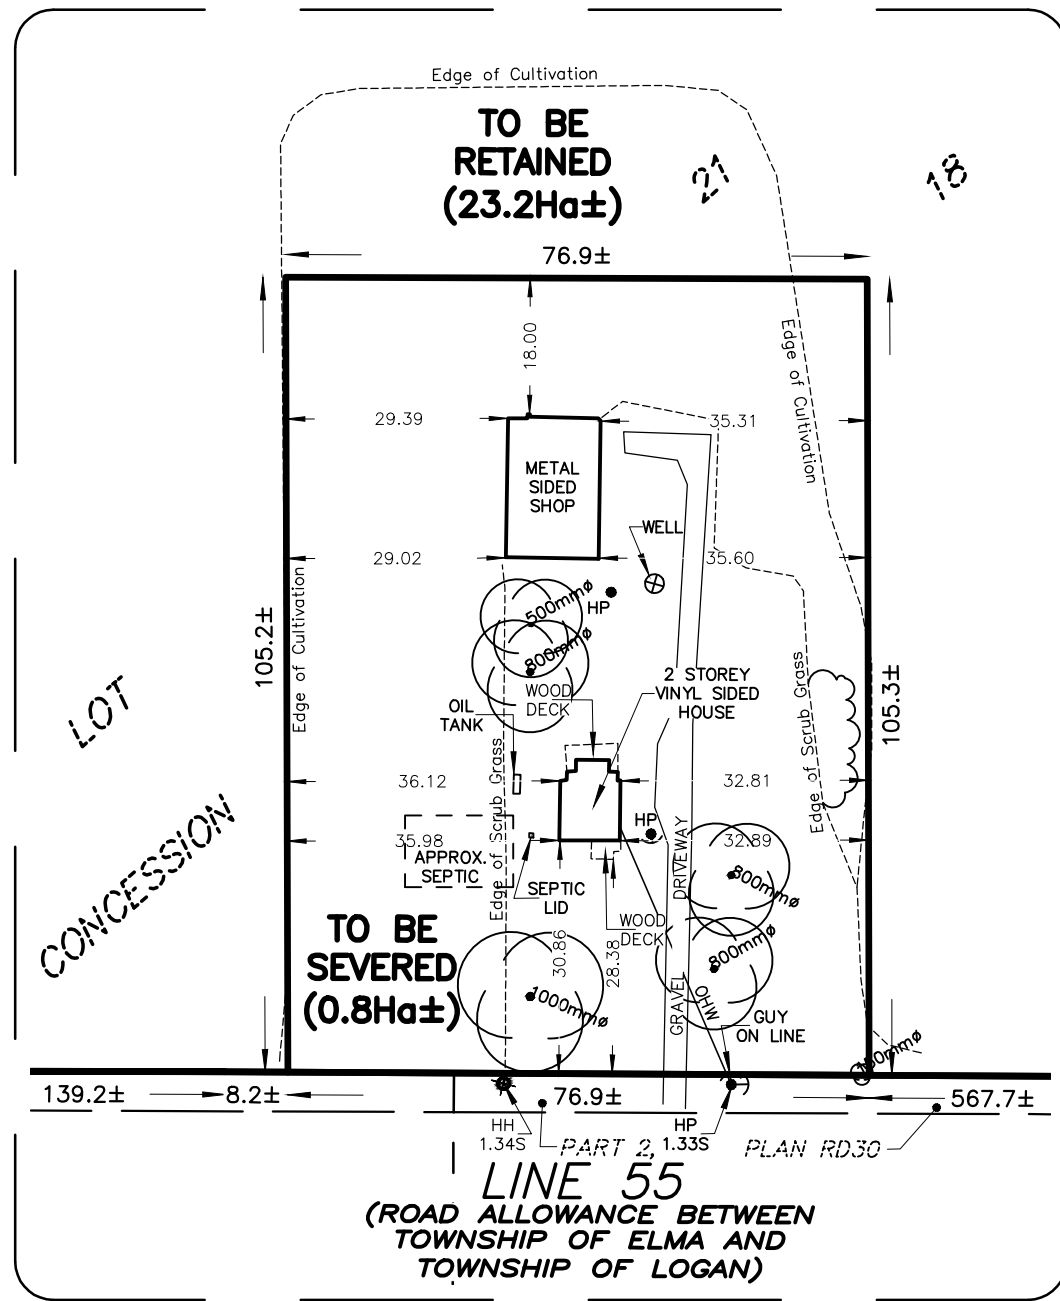 Edge of Cultivation
TO BE
RETAINED
(23.2Ha±)
21
18
76.9±
18.00
Edge of Cultivation
29.39
35.31
METAL
SIDED
SHOP
WELL
29.02
35.60
Edge of Cultivation
105.2±
500mmø
HP
800mmø
2 STOREY
VINYL SIDED
HOUSE
WOOD
DECK
OIL
TANK
Edge of Scrub Grass
Edge of Scrub Grass
105.3±
LOT
36.12
32.81
CONCESSION
HP
35.98
32.89
APPROX.
SEPTIC
SEPTIC
LID
GRAVEL DRIVEWAY
800mmø
WOOD
DECK
800mmø
TO BE
SEVERED
(0.8Ha±)
30.86
28.38
1000mmø
OHW
GUY
ON LINE
150mmø
139.2±
8.2±
76.9±
567.7±
HH
1.34S
HP
1.33S
PART 2, PLAN RD30
LINE 55
(ROAD ALLOWANCE BETWEEN
TOWNSHIP OF ELMA AND
TOWNSHIP OF LOGAN)